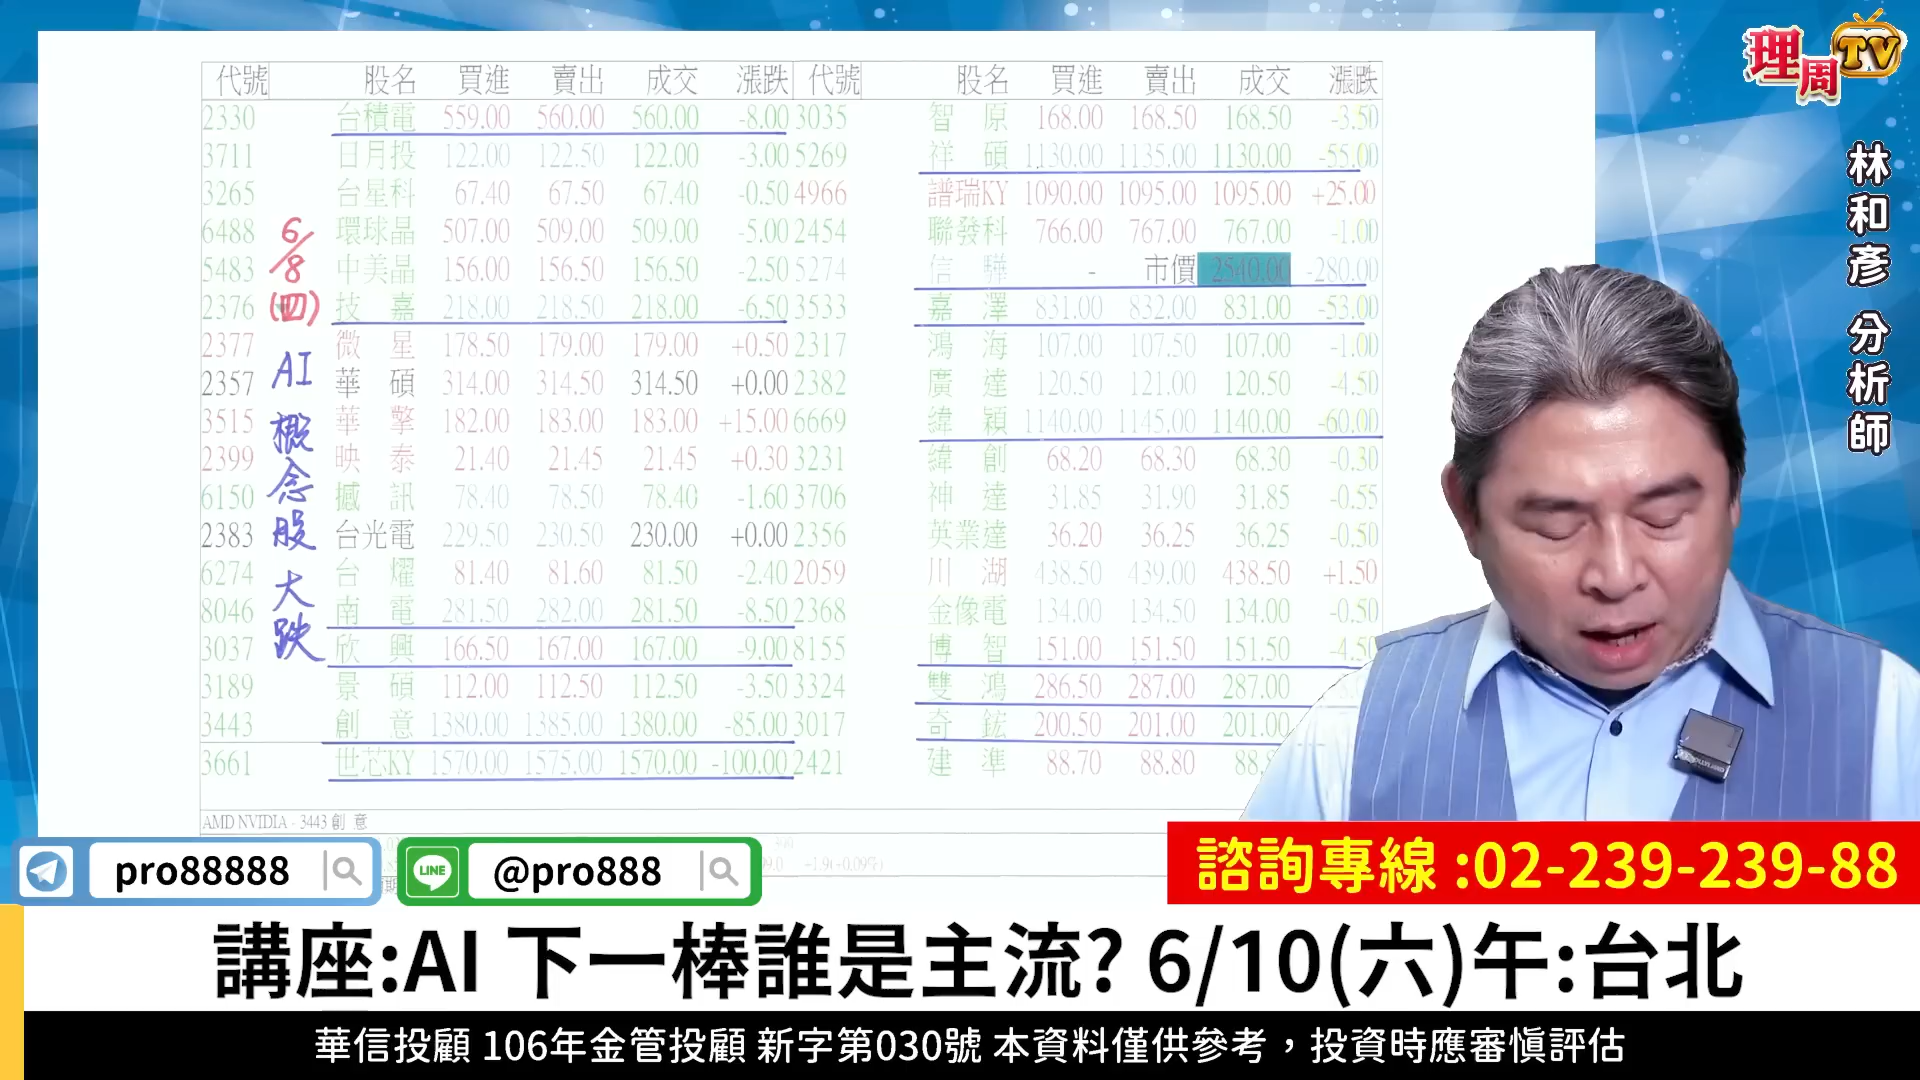 理周TV
林和彥 分析師
代號 股名 買進 賣出 成交 漲跌 代號 股名 買進 賣出 成交 漲跌
2330 台積電 559.00 560.00 560.00 -8.00 3035 智原 168.00 168.50 168.50 -3.50
3711 日月投 122.00 122.50 122.00 -3.00 5269 祥碩 1130.00 1135.00 1130.00 -55.00
3265 台星科 67.40 67.50 67.40 -0.50 4966 譜瑞KY 1090.00 1095.00 1095.00 +25.00
6488 環球晶 507.00 509.00 509.00 -5.00 2454 聯發科 766.00 767.00 767.00 -1.00
5483 中美晶 156.00 156.50 156.50 -2.50 5274 信驊 - 市價 2540.00 -280.00
2376 技嘉 218.00 218.50 218.00 -6.50 3533 嘉澤 831.00 832.00 831.00 -53.00
2377 微星 178.50 179.00 179.00 +0.50 2317 鴻海 107.00 107.50 107.00 -1.00
2357 華碩 314.00 314.50 314.50 +0.00 2382 廣達 120.50 121.00 120.50 -4.50
3515 華擎 182.00 183.00 183.00 +15.00 6669 緯穎 1140.00 1145.00 1140.00 -60.00
2399 映泰 21.40 21.45 21.45 +0.30 3231 緯創 68.20 68.30 68.30 -0.30
6150 撼訊 78.40 78.50 78.40 -1.60 3706 神達 31.85 31.90 31.85 -0.55
2383 台光電 229.50 230.50 230.00 +0.00 2356 英業達 36.20 36.25 36.25 -0.50
6274 台燿 81.40 81.60 81.50 -2.40 2059 川湖 438.50 439.00 438.50 +1.50
8046 南電 281.50 282.00 281.50 -8.50 2368 金像電 134.00 134.50 134.00 -0.50
3037 欣興 166.50 167.00 167.00 -9.00 8155 博智 151.00 151.50 151.50 -4.50
3189 景碩 112.00 112.50 112.50 -3.50 3324 雙鴻 286.50 287.00 287.00
3443 創意 1380.00 1385.00 1380.00 -85.00 3017 奇鋐 200.50 201.00 201.00
3661 世芯KY 1570.00 1575.00 1570.00 -100.00 2421 建準 88.70 88.80
6/8(四)
AI概念股大跌
AMD NVIDIA - 3443 創意
-1.9(-0.09%)
pro88888
LINE @pro888
諮詢專線:02-239-239-88
講座:AI 下一棒誰是主流? 6/10(六)午:台北
華信投顧 106年金管投顧 新字第030號 本資料僅供參考，投資時應審慎評估